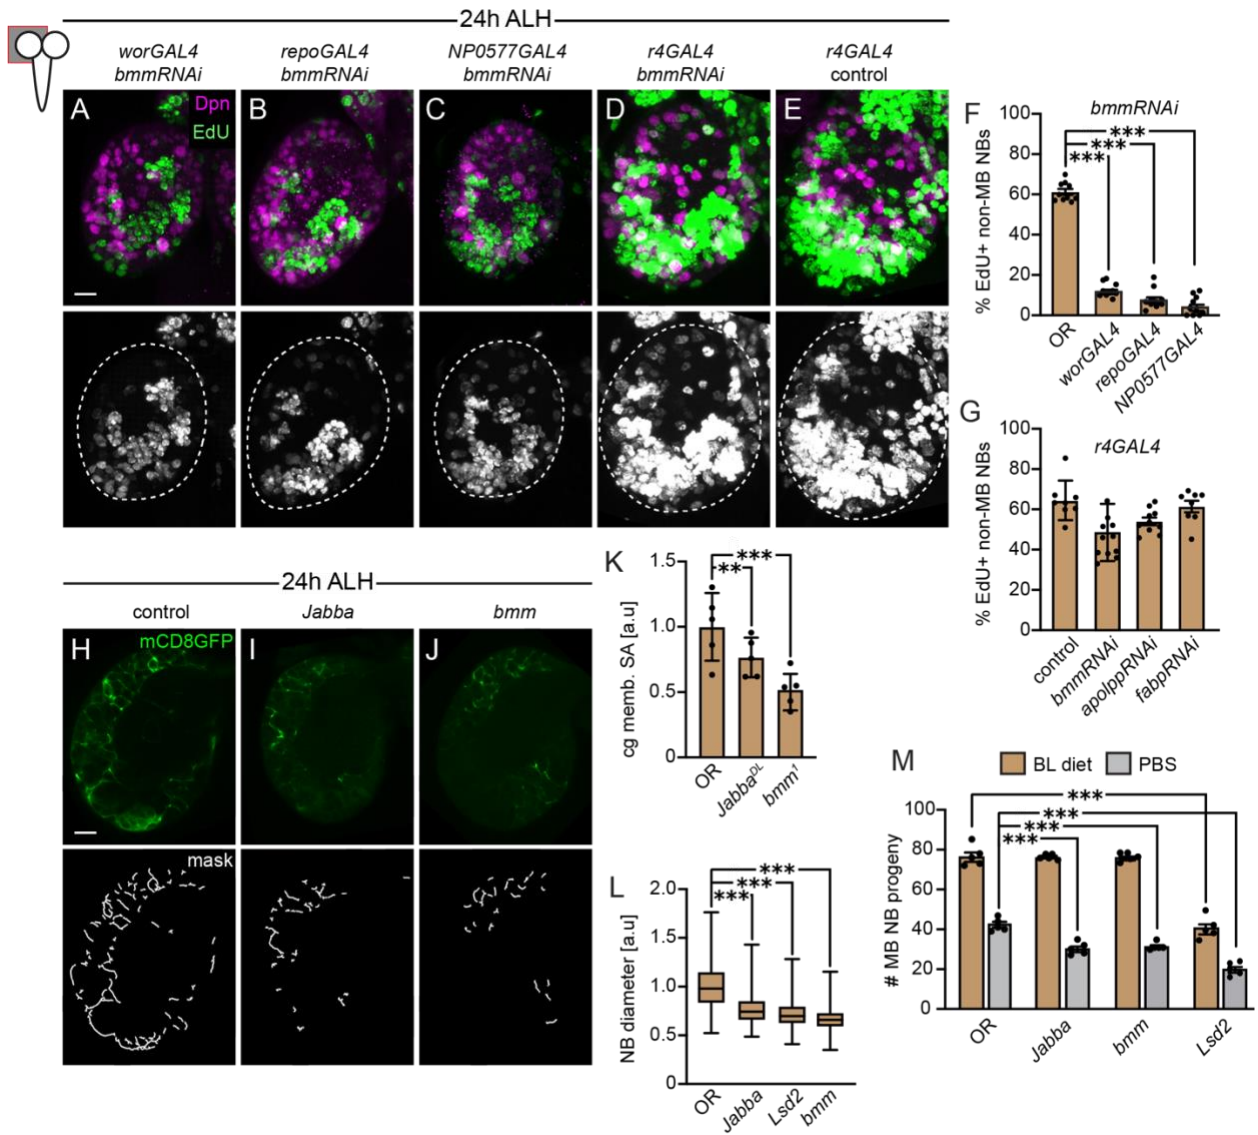 24h ALH
worGAL4
bmmRNAi
repoGAL4
bmmRNAi
NP0577GAL4
bmmRNAi
r4GAL4
bmmRNAi
r4GAL4
control
A
Dpn
EdU
B
C
D
E
F
bmmRNAi
% EdU+ non-MB NBs
100
80
60
40
20
0
***
***
***
OR
worGAL4
repoGAL4
NP0577GAL4
G
r4GAL4
% EdU+ non-MB NBs
100
80
60
40
20
0
control
bmmRNAi
apolppRNAi
fabpRNAi
24h ALH
control
Jabba
bmm
H
mCD8GFP
I
J
mask
K
cg memb. SA [a.u]
1.5
1.0
0.5
0
***
**
OR
Jabbaᴰᴸ
bmm¹
L
NB diameter [a.u]
2.0
1.5
1.0
0.5
0
***
***
***
OR
Jabba
Lsd2
bmm
M
BL diet
PBS
# MB NB progeny
100
80
60
40
20
0
***
***
***
***
OR
Jabba
bmm
Lsd2